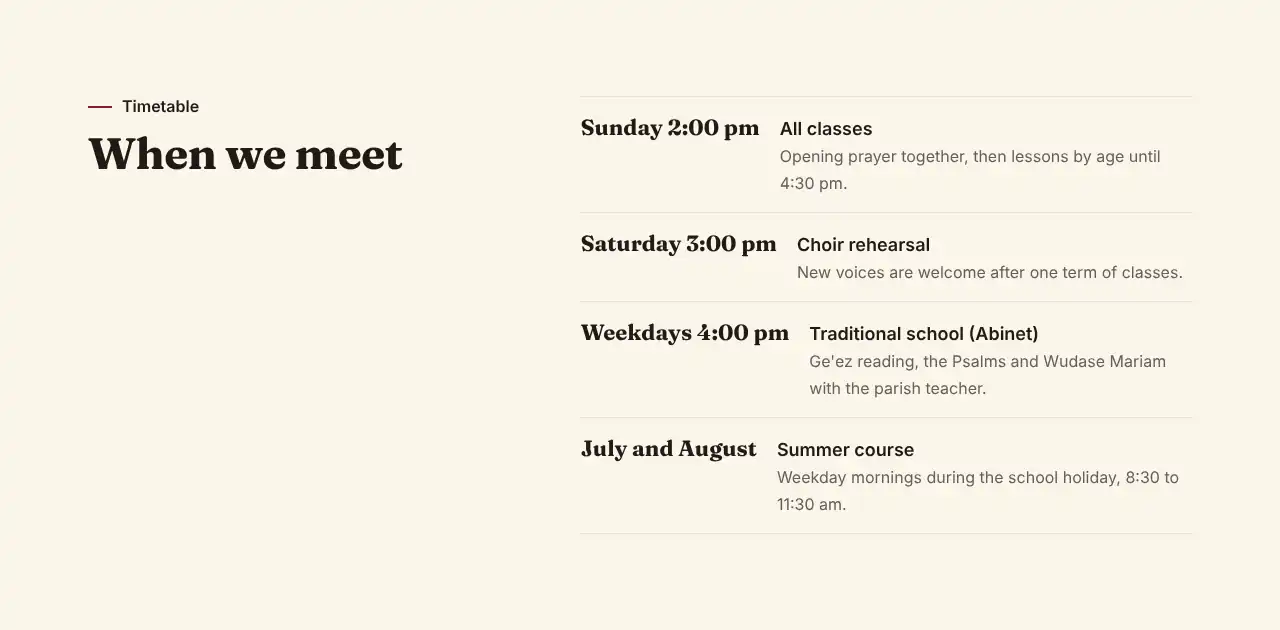 Timetable
When we meet
Sunday 2:00 pm
All classes
Opening prayer together, then lessons by age until
4:30 pm.
Saturday 3:00 pm
Choir rehearsal
New voices are welcome after one term of classes.
Weekdays 4:00 pm
Traditional school (Abinet)
Ge'ez reading, the Psalms and Wudase Mariam
with the parish teacher.
July and August
Summer course
Weekday mornings during the school holiday, 8:30 to
11:30 am.